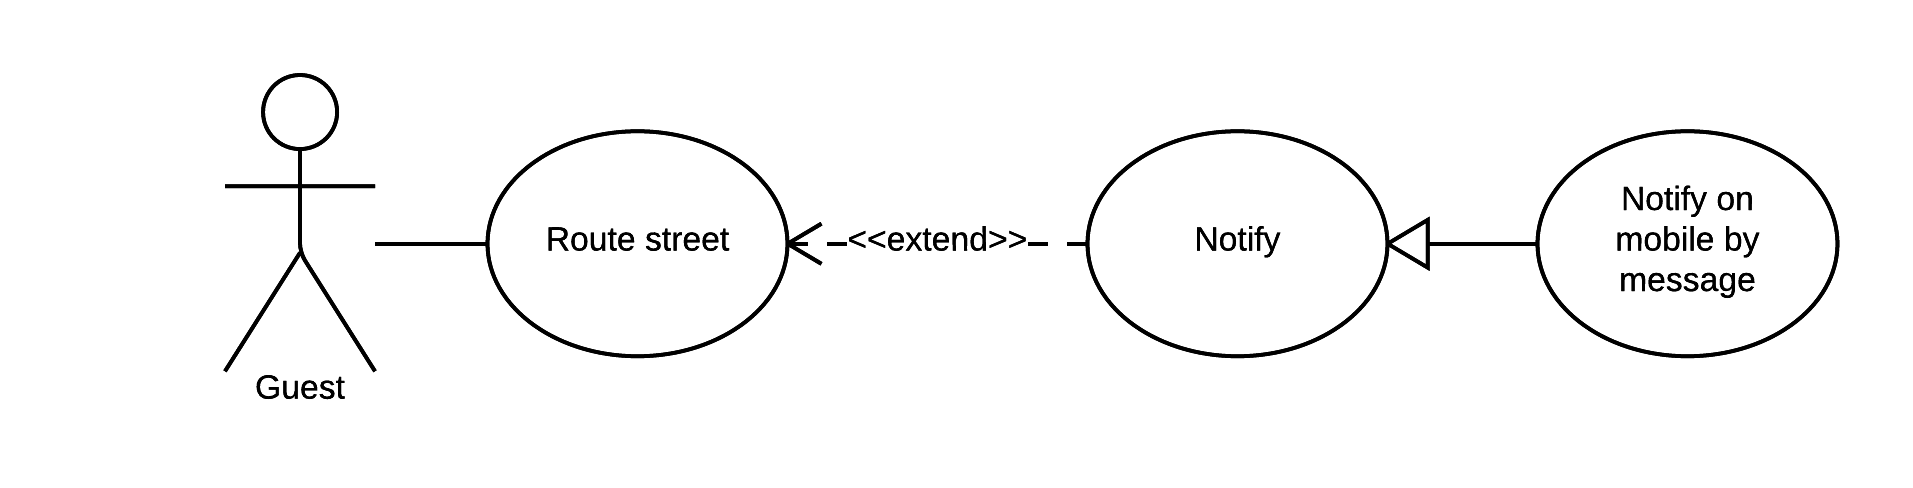 Route street
<<extend>>
Notify
Notify on
mobile by
message
Guest